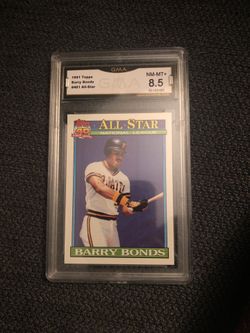 1991 Topps
Barry Bonds
#401 All-Star
GMA
NM-MT+
8.5
ALL STAR
NATIONAL LEAGUE
BARRY BONDS